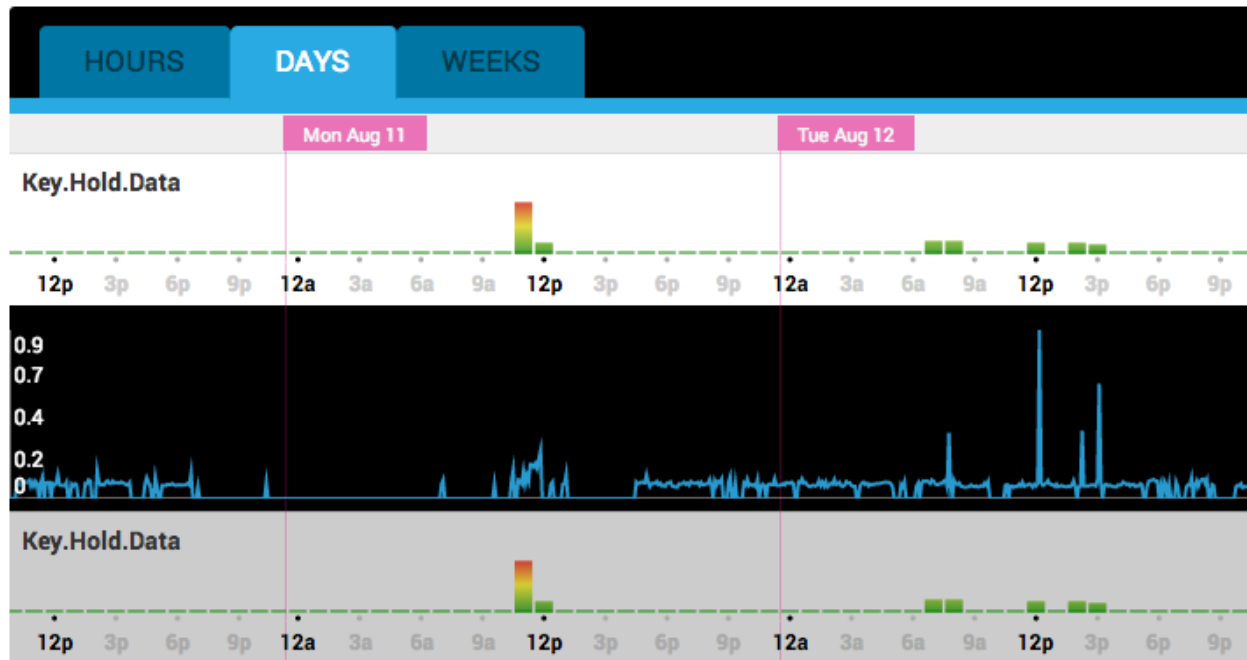 HOURS DAYS WEEKS
Mon Aug 11 Tue Aug 12
Key.Hold.Data
12p 3p 6p 9p 12a 3a 6a 9a 12p 3p 6p 9p 12a 3a 6a 9a 12p 3p 6p 9p
0.9
0.7
0.4
0.2
0
Key.Hold.Data
12p 3p 6p 9p 12a 3a 6a 9a 12p 3p 6p 9p 12a 3a 6a 9a 12p 3p 6p 9p